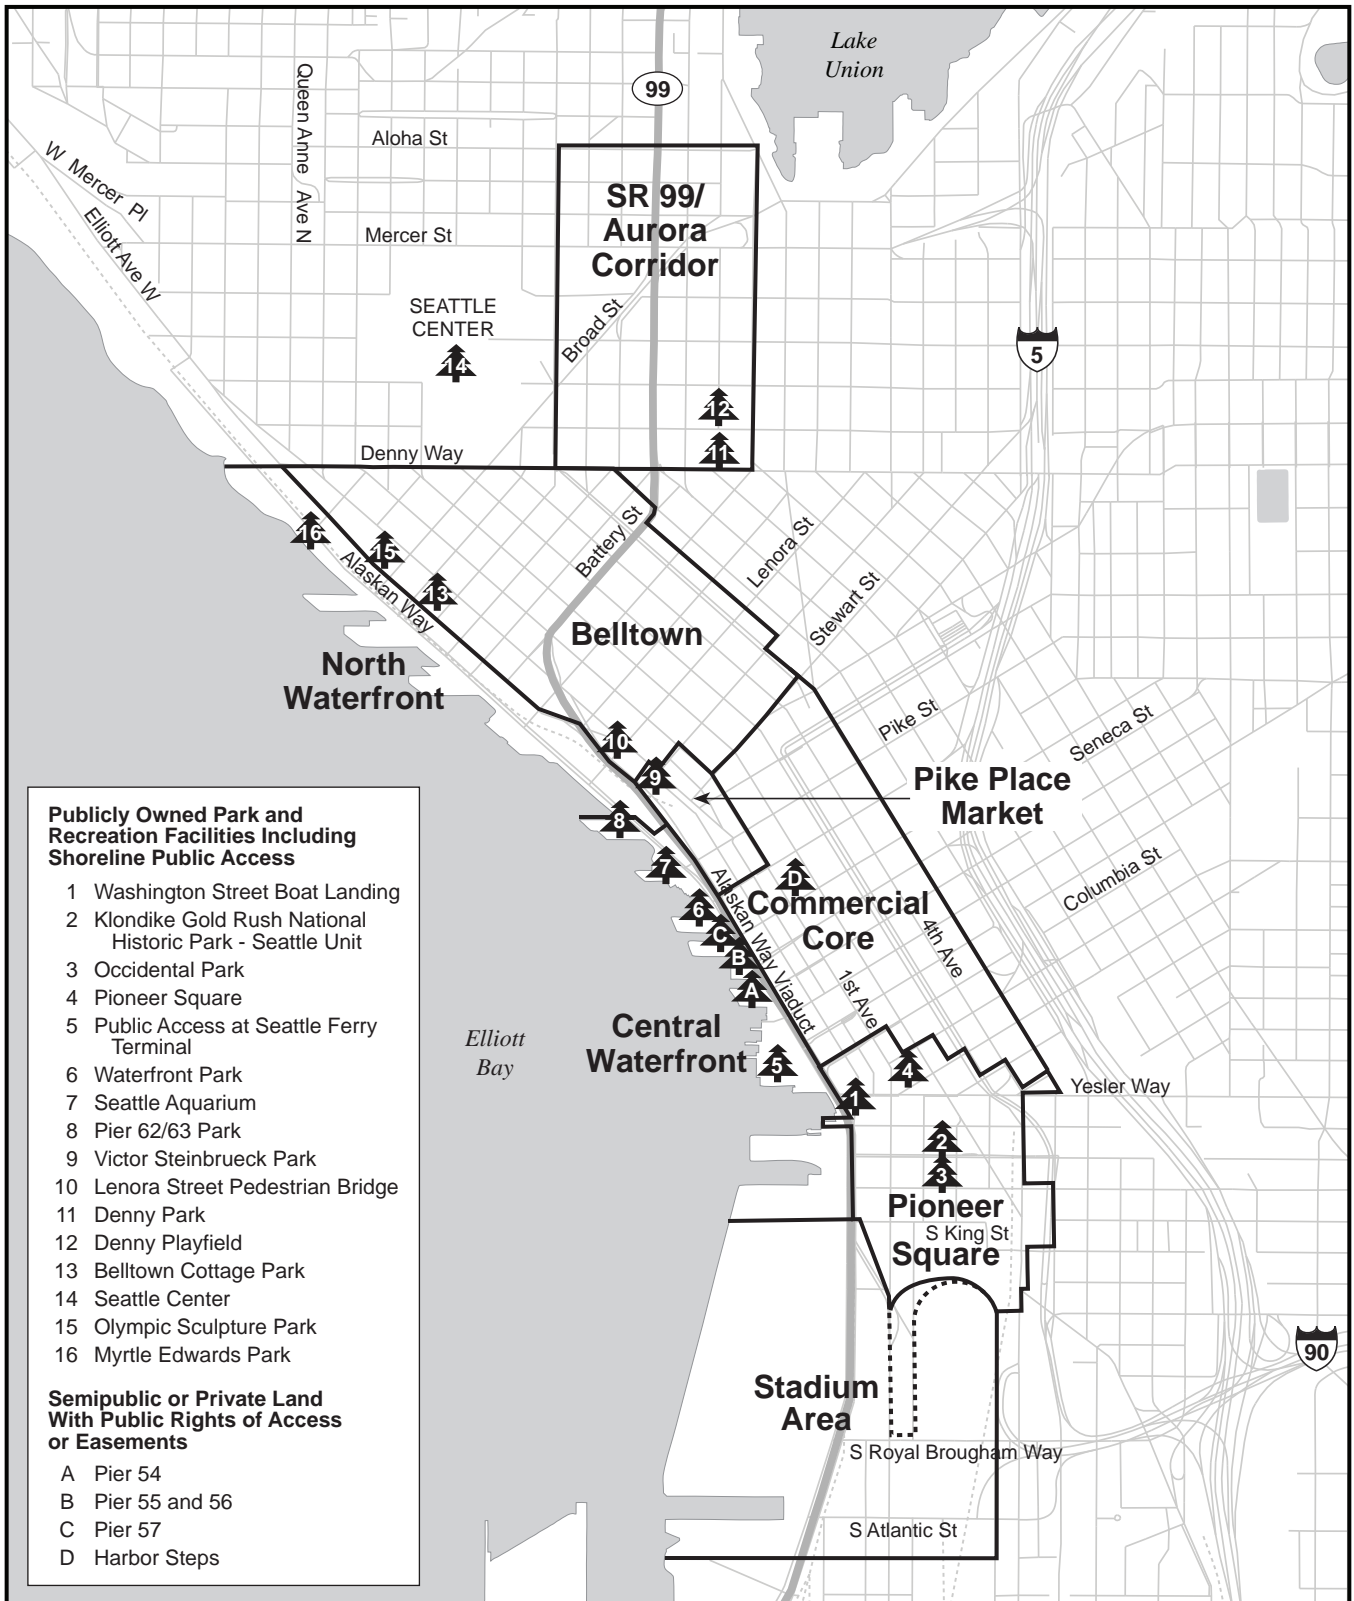 Lake
Union
99
Queen Anne Ave N
Aloha St
W Mercer Pl
SR 99/
Aurora
Corridor
Elliott Ave W
Mercer St
SEATTLE
CENTER
Broad St
5
14
12
11
Denny Way
16
15
13
Alaskan Way
Battery St
Lenora St
Stewart St
Belltown
North
Waterfront
Pike St
Seneca St
10
9
Pike Place
Market
8
7
6
C
B
A
D
Alaskan Way Viaduct
Commercial
Core
4th Ave
1st Ave
Columbia St
Elliott
Bay
Central
Waterfront
5
4
1
Yesler Way
2
3
Pioneer
S King St
Square
90
Stadium
Area
S Royal Brougham Way
S Atlantic St
Publicly Owned Park and
Recreation Facilities Including
Shoreline Public Access
1 Washington Street Boat Landing
2 Klondike Gold Rush National
Historic Park - Seattle Unit
3 Occidental Park
4 Pioneer Square
5 Public Access at Seattle Ferry
Terminal
6 Waterfront Park
7 Seattle Aquarium
8 Pier 62/63 Park
9 Victor Steinbrueck Park
10 Lenora Street Pedestrian Bridge
11 Denny Park
12 Denny Playfield
13 Belltown Cottage Park
14 Seattle Center
15 Olympic Sculpture Park
16 Myrtle Edwards Park
Semipublic or Private Land
With Public Rights of Access
or Easements
A Pier 54
B Pier 55 and 56
C Pier 57
D Harbor Steps